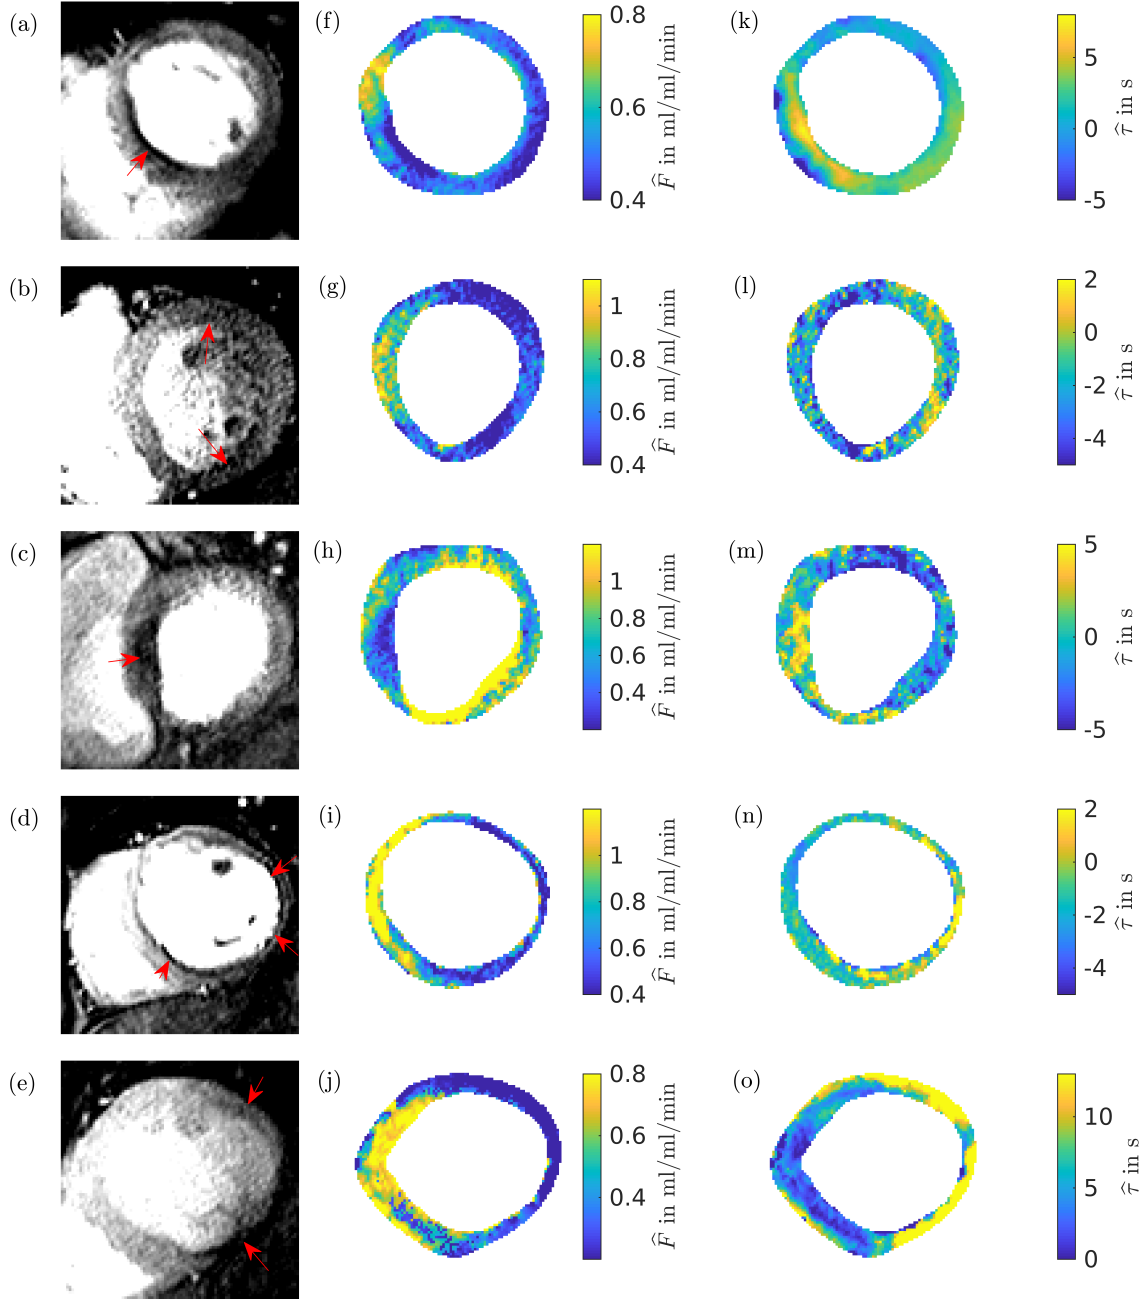 (a) (f) 0.8 0.6 0.4 F̂ in ml/ml/min (k) 5 0 -5 τ̂ in s
(b) (g) 1 0.8 0.6 0.4 F̂ in ml/ml/min (l) 2 0 -2 -4 τ̂ in s
(c) (h) 1 0.8 0.6 0.4 F̂ in ml/ml/min (m) 5 0 -5 τ̂ in s
(d) (i) 1 0.8 0.6 0.4 F̂ in ml/ml/min (n) 2 0 -2 -4 τ̂ in s
(e) (j) 0.8 0.6 0.4 F̂ in ml/ml/min (o) 10 5 0 τ̂ in s